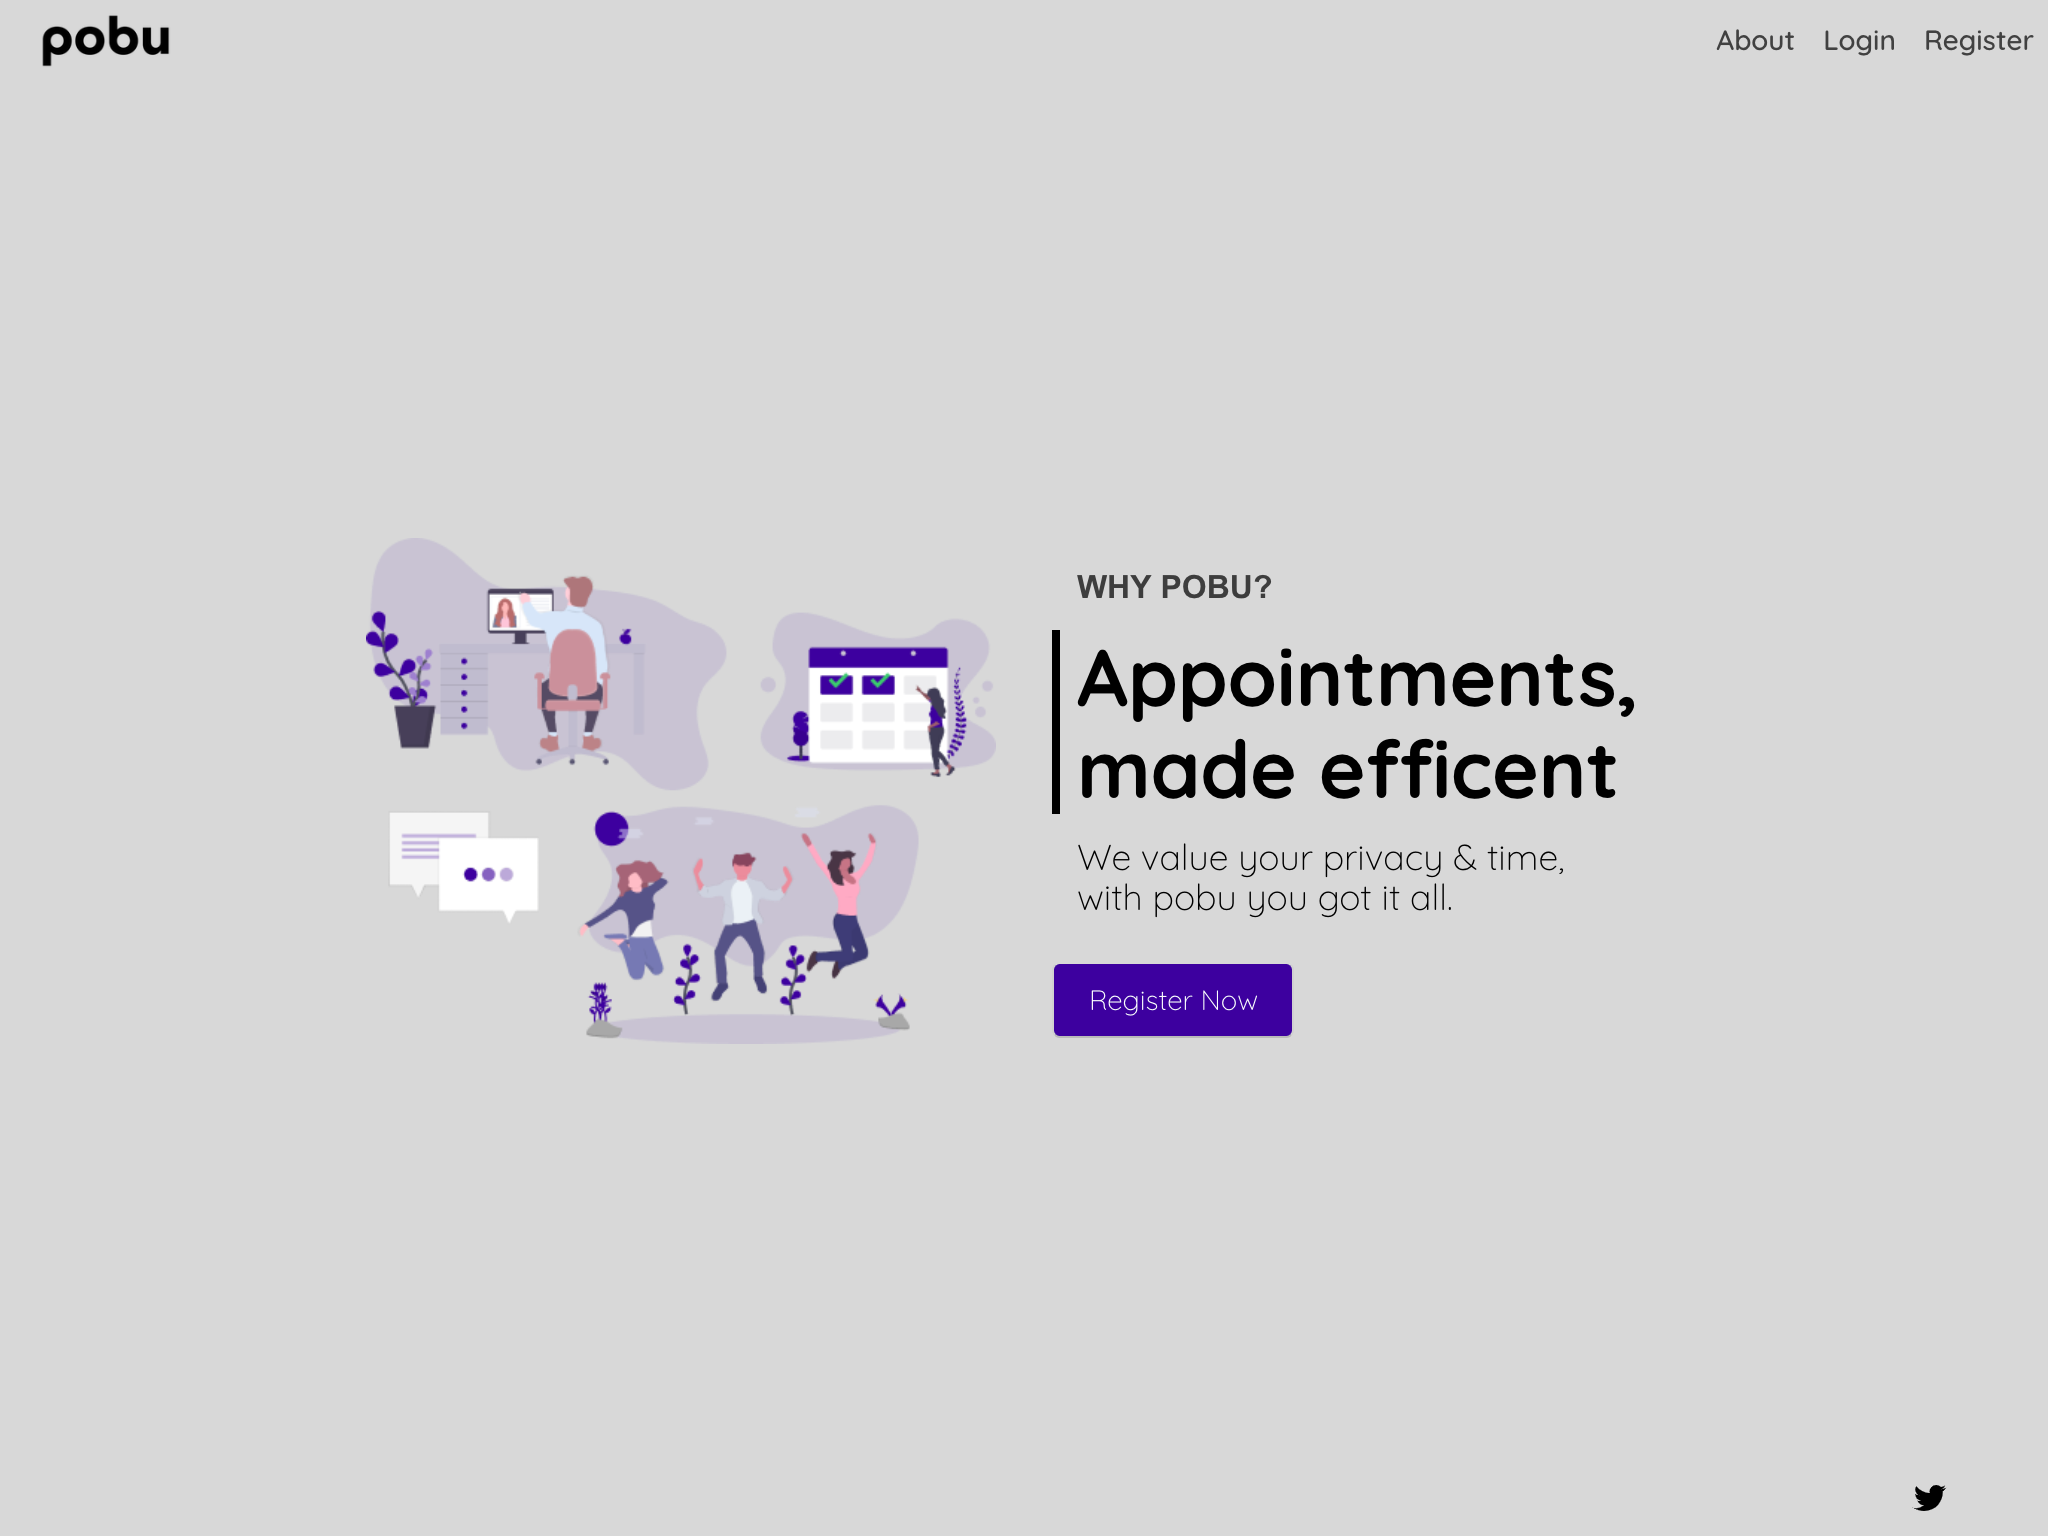 pobu
About Login Register
WHY POBU?
Appointments,
made efficent
We value your privacy & time,
with pobu you got it all.
Register Now